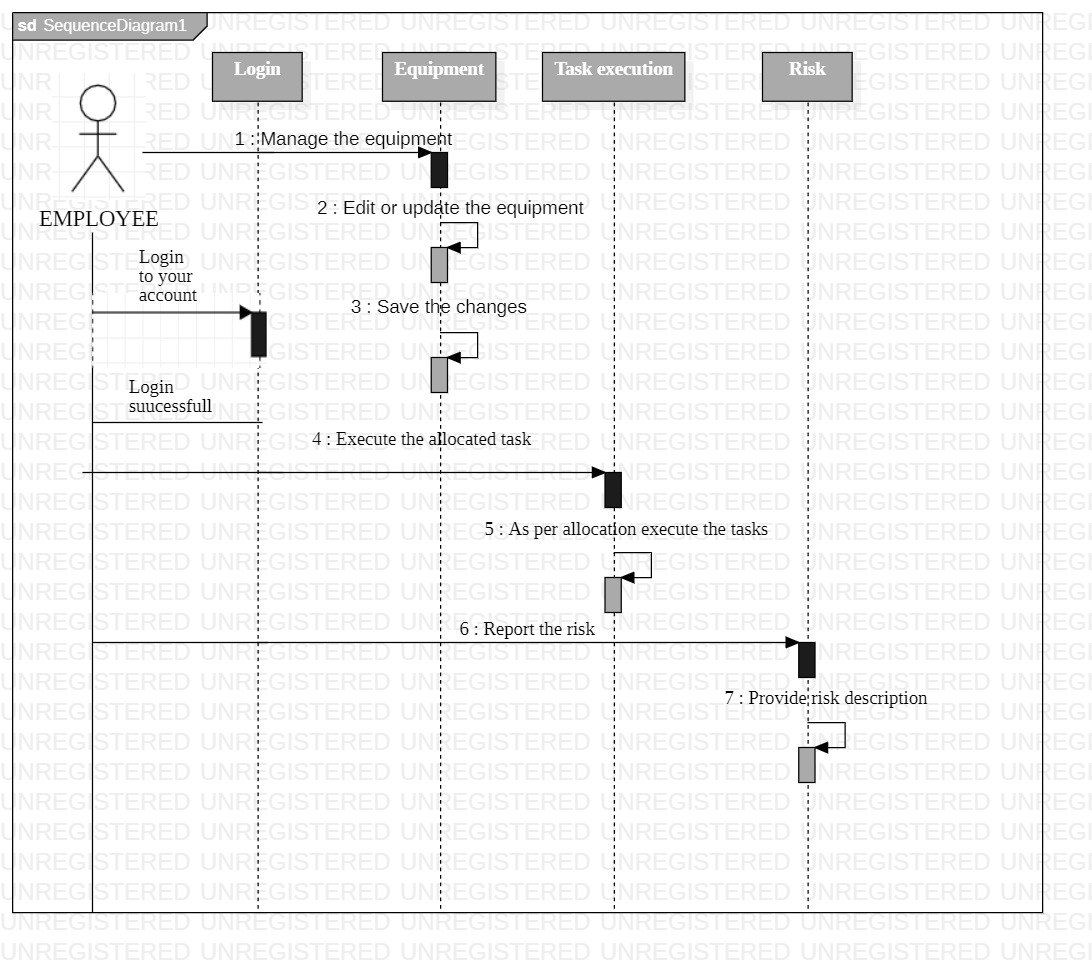 sd SequenceDiagram1
Login
Equipment
Task execution
Risk
1 : Manage the equipment
EMPLOYEE
2 : Edit or update the equipment
Login
to your
account
3 : Save the changes
Login
suucessfull
4 : Execute the allocated task
5 : As per allocation execute the tasks
6 : Report the risk
7 : Provide risk description
UNREGISTERED UNREGISTERED UNREGISTERED UNREGISTERED UNREGISTERED UNREG